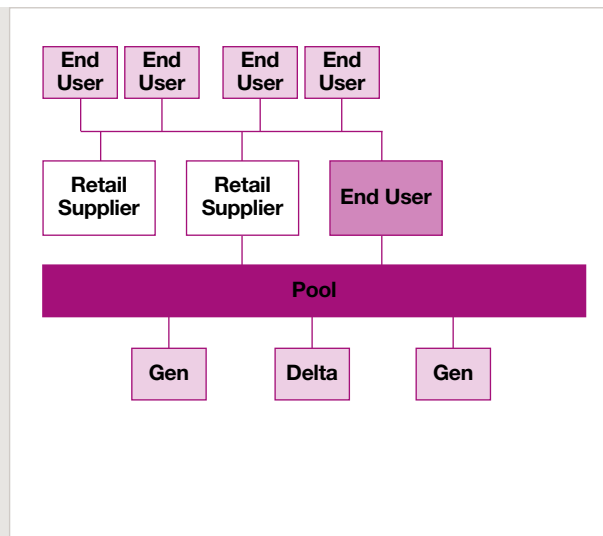 End
User
End
User
End
User
End
User
Retail
Supplier
Retail
Supplier
End User
Pool
Gen
Delta
Gen